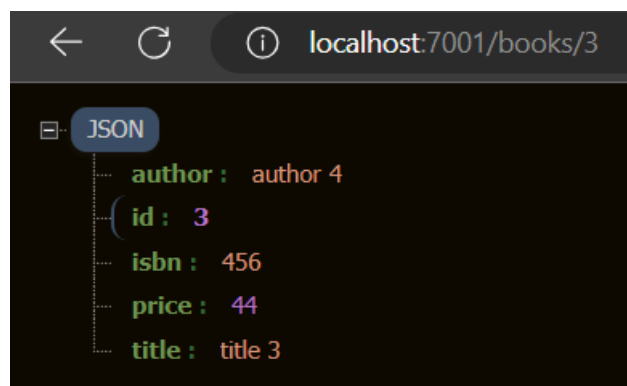 localhost:7001/books/3
JSON
author : author 4
id : 3
isbn : 456
price : 44
title : title 3